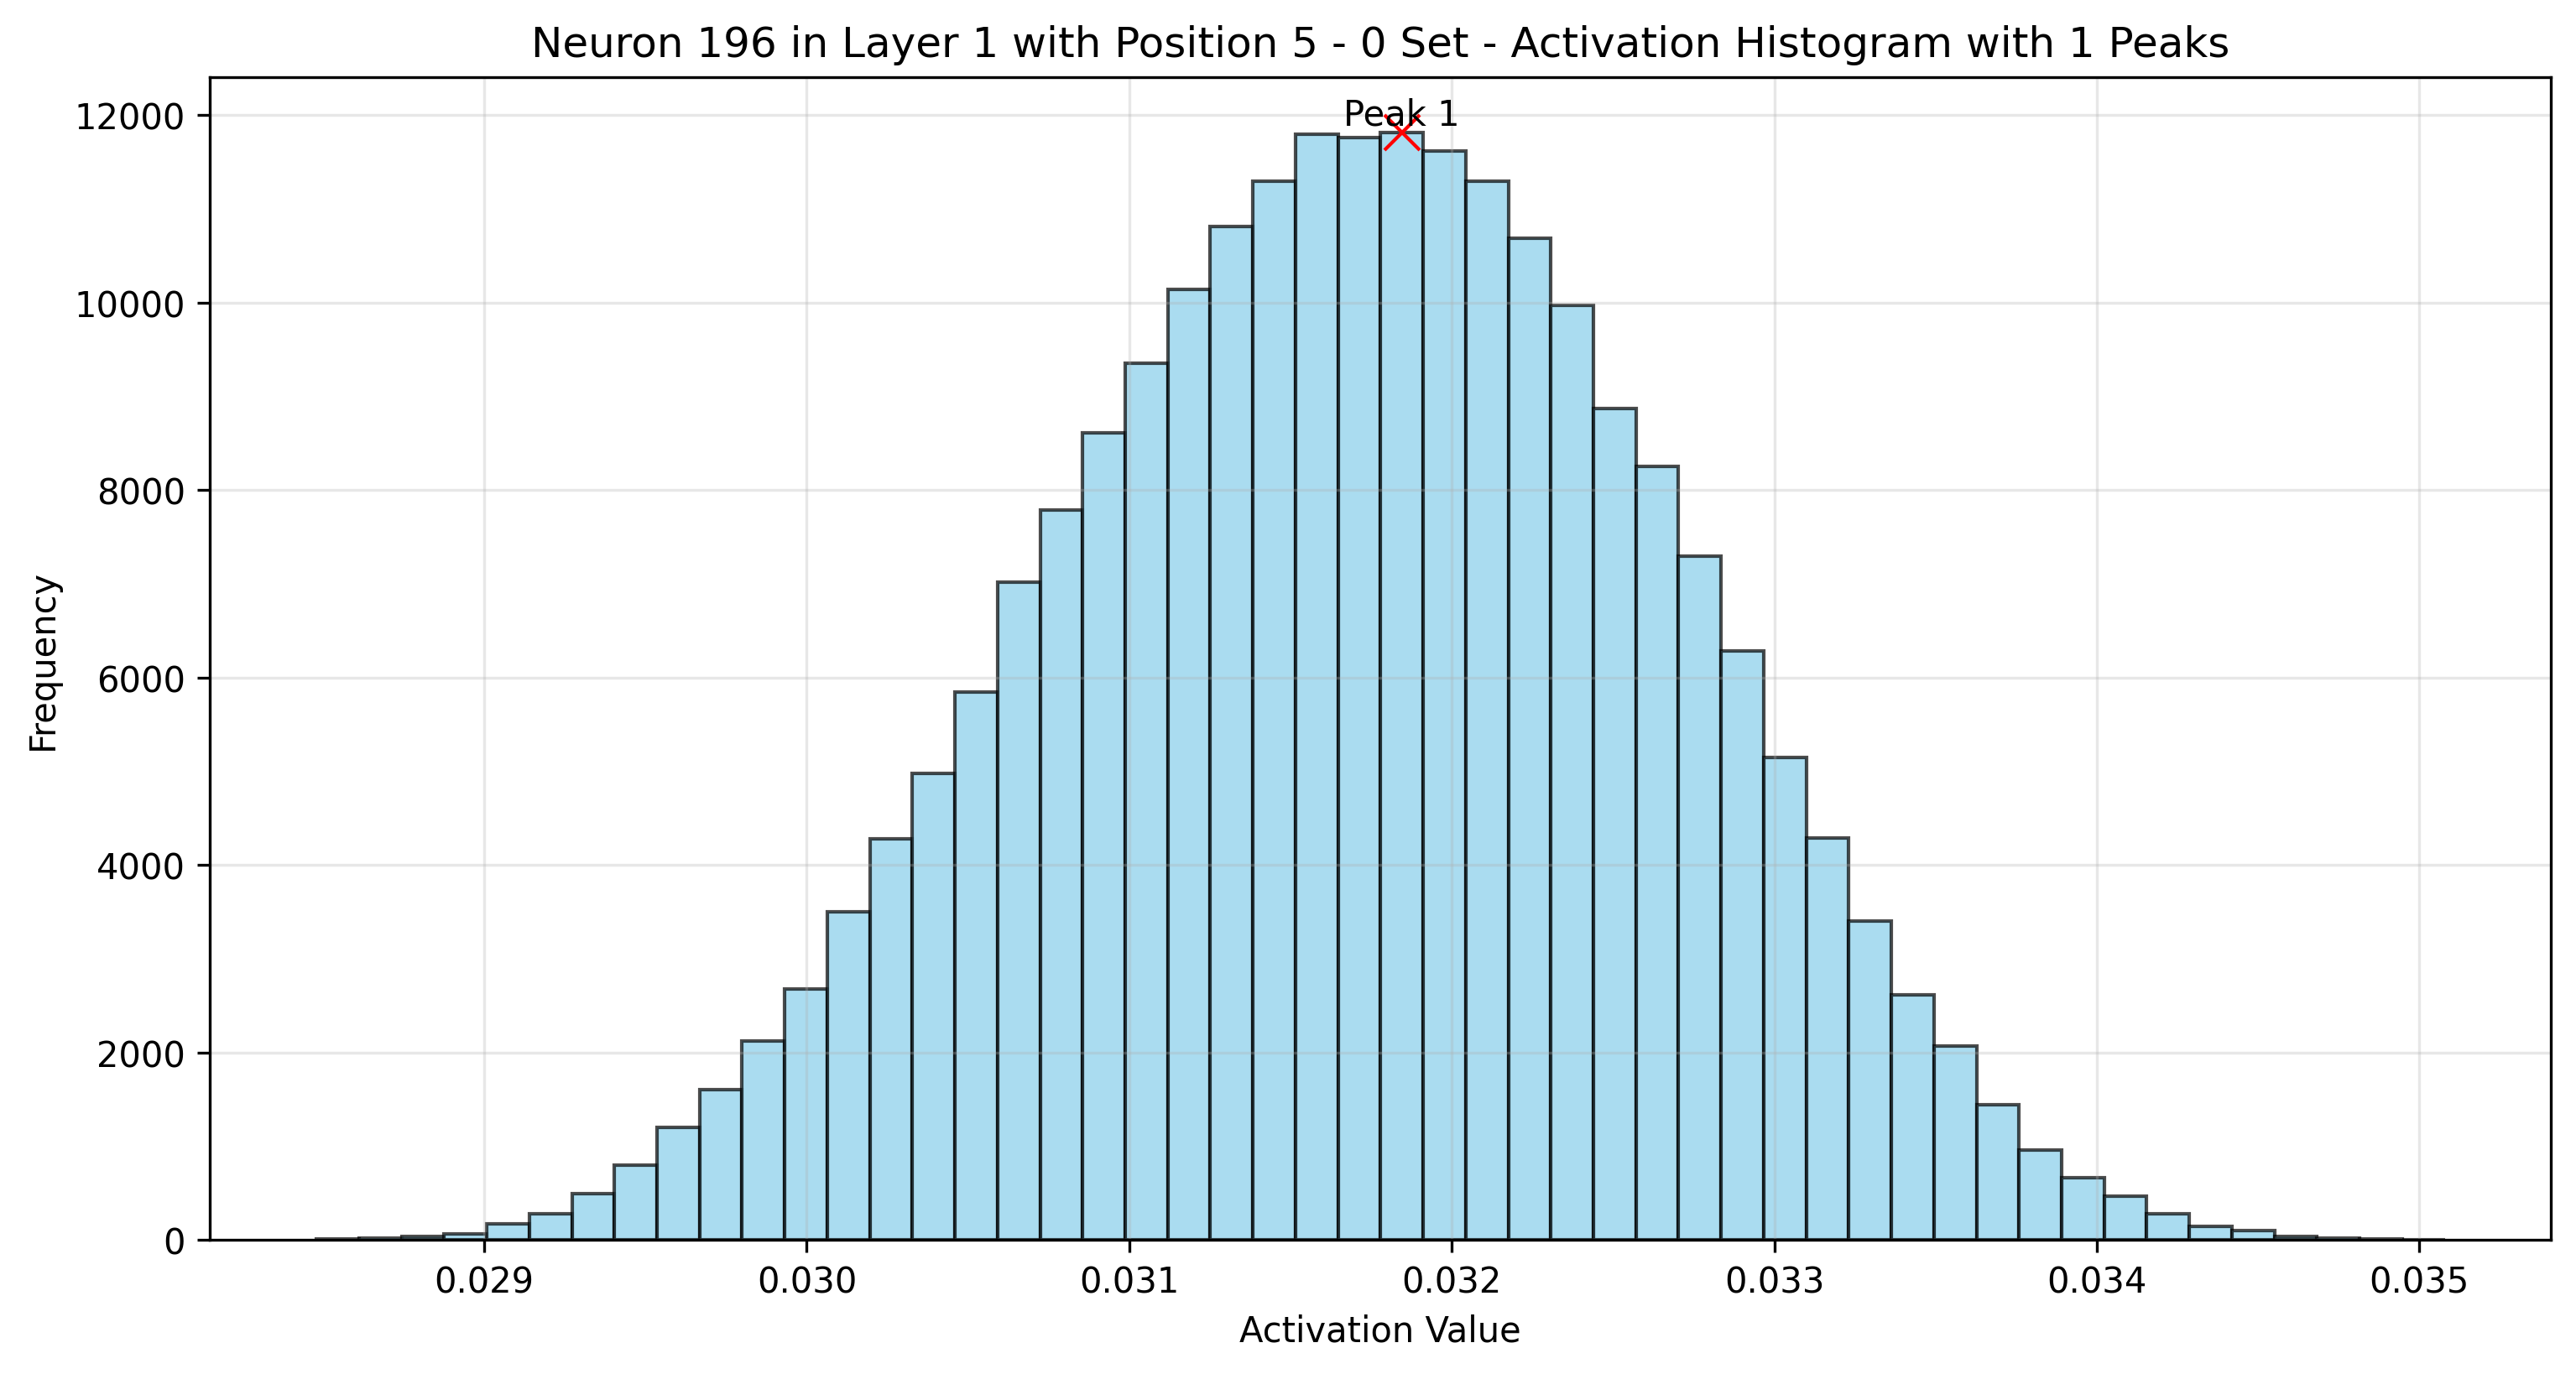 Neuron 196 in Layer 1 with Position 5 - 0 Set - Activation Histogram with 1 Peaks
Peak 1
12000
10000
8000
6000
4000
2000
0
Frequency
0.029 0.030 0.031 0.032 0.033 0.034 0.035
Activation Value